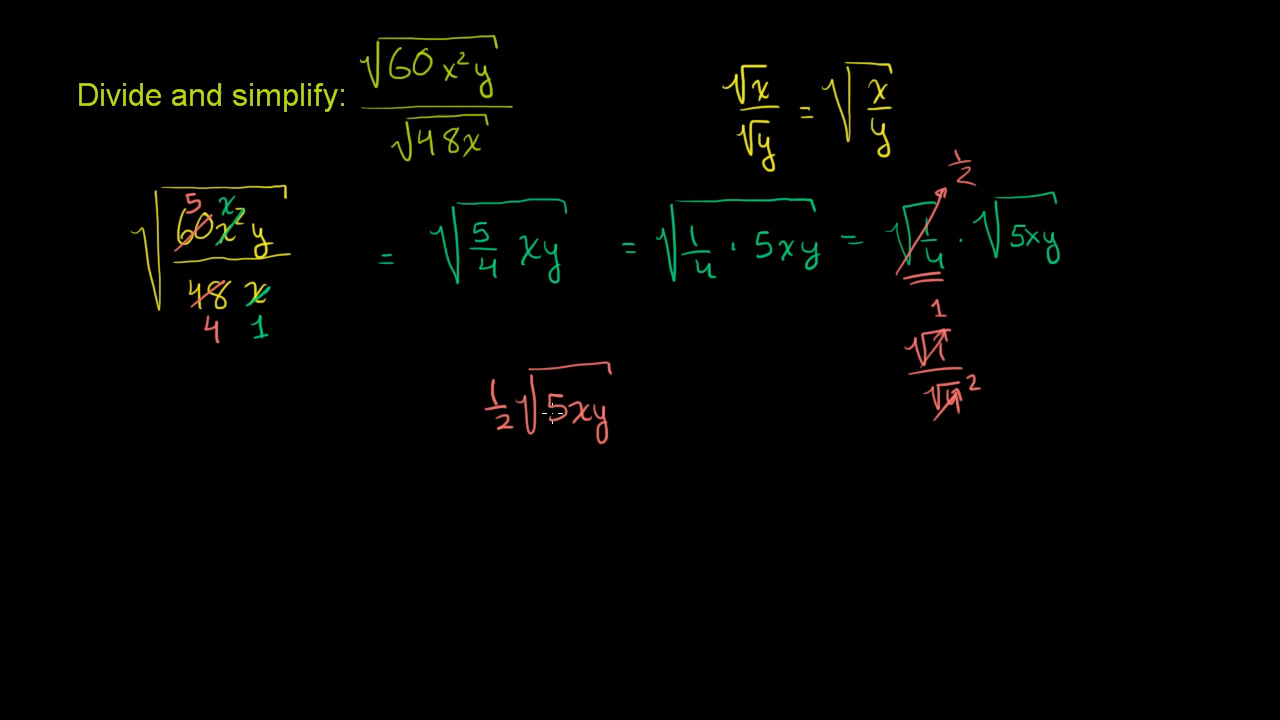 Divide and simplify: √(60x²y) / √(48x)
√x / √y = √(x/y)
√(60x²y / 48x) = √(5/4 xy) = √(1/4 · 5xy) = √(1/4) · √(5xy)
5 x
4 1
1/2
1
√1 / √4
2
1/2 √(5xy)